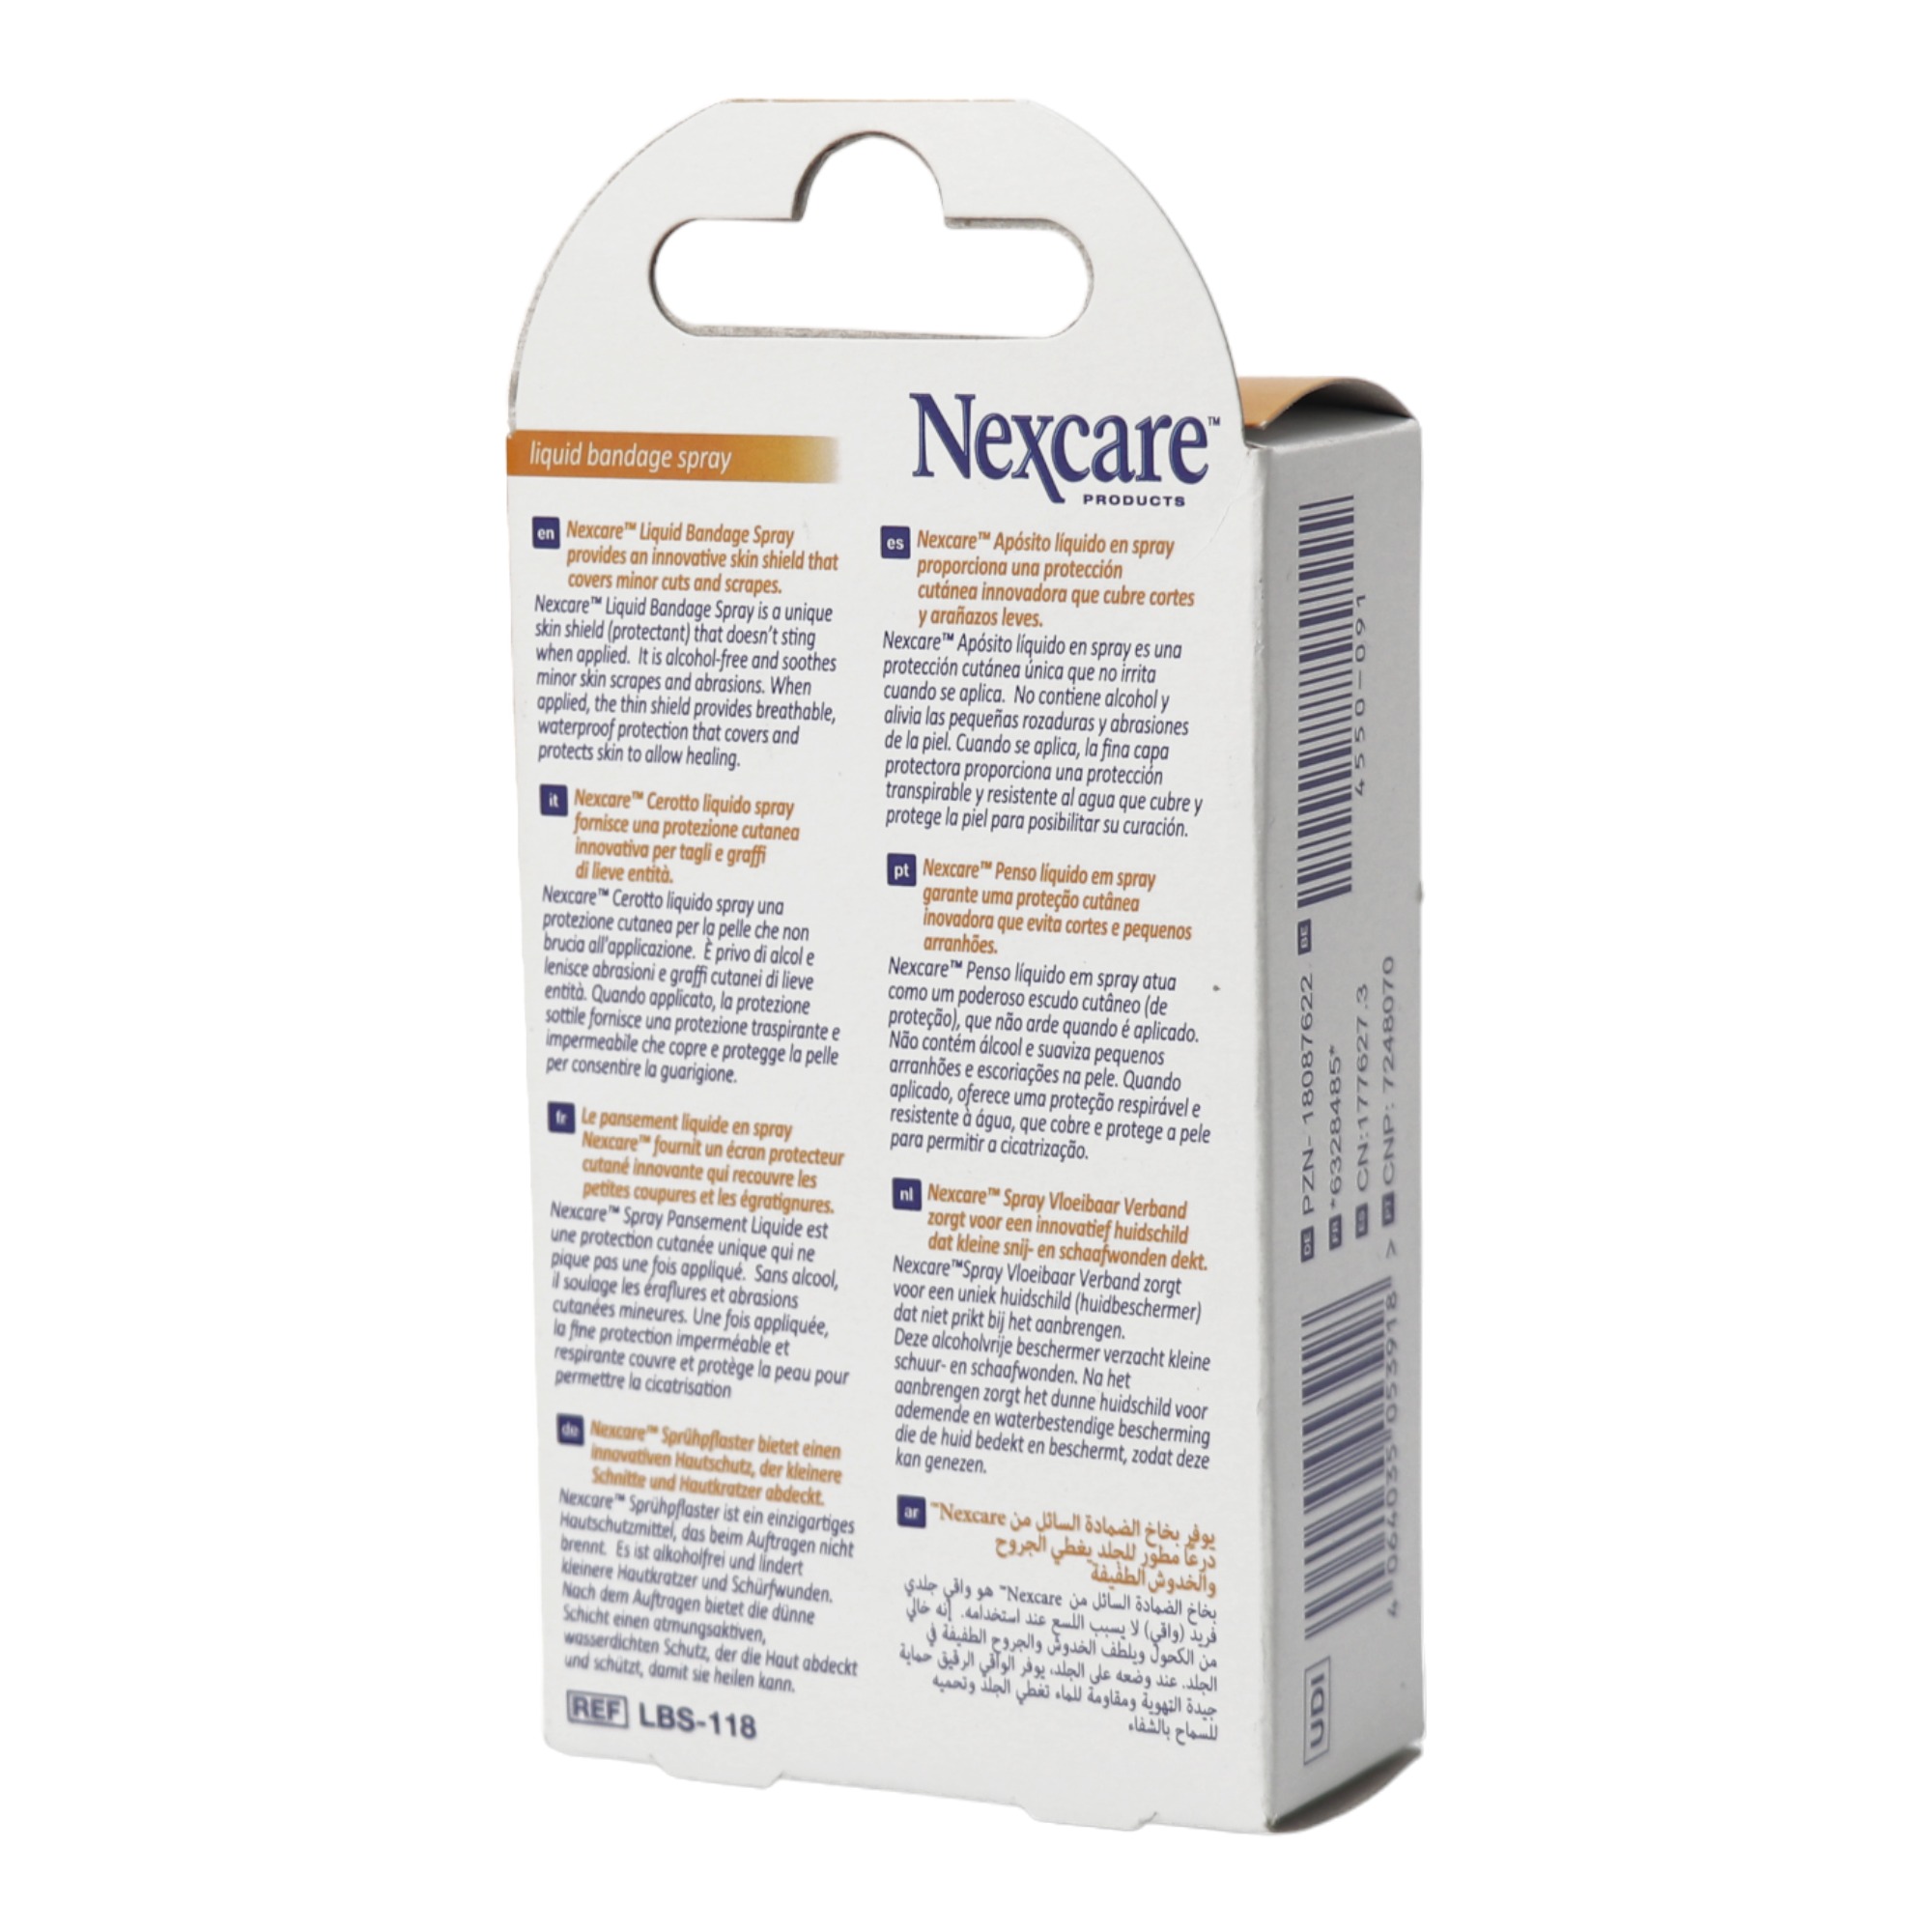 liquid bandage spray
Nexcare™
PRODUCTS
en Nexcare™ Liquid Bandage Spray
provides an innovative skin shield that
covers minor cuts and scrapes.
Nexcare™ Liquid Bandage Spray is a unique
skin shield (protectant) that doesn't sting
when applied. It is alcohol-free and soothes
minor skin scrapes and abrasions. When
applied, the thin shield provides breathable,
waterproof protection that covers and
protects skin to allow healing.
it Nexcare™ Cerotto liquido spray
fornisce una protezione cutanea
innovativa per tagli e graffi
di lieve entità.
Nexcare™ Cerotto liquido spray una
protezione cutanea per la pelle che non
brucia all'applicazione. È privo di alcol e
lenisce abrasioni e graffi cutanei di lieve
entità. Quando applicato, la protezione
sottile fornisce una protezione traspirante e
impermeabile che copre e protegge la pelle
per consentire la guarigione.
fr Le pansement liquide en spray
Nexcare™ fournit un écran protecteur
cutané innovante qui recouvre les
petites coupures et les égratignures.
Nexcare™ Spray Pansement Liquide est
une protection cutanée unique qui ne
pique pas une fois appliqué. Sans alcool,
il soulage les éraflures et abrasions
cutanées mineures. Une fois appliquée,
la fine protection imperméable et
respirante couvre et protège la peau pour
permettre la cicatrisation
de Nexcare™ Sprühpflaster bietet einen
innovativen Hautschutz, der kleinere
Schnitte und Hautkratzer abdeckt.
Nexcare™ Sprühpflaster ist ein einzigartiges
Hautschutzmittel, das beim Auftragen nicht
brennt. Es ist alkoholfrei und lindert
kleinere Hautkratzer und Schürfwunden.
Nach dem Auftragen bietet die dünne
Schicht einen atmungsaktiven,
wasserdichten Schutz, der die Haut abdeckt
und schützt, damit sie heilen kann.
REF LBS-118
es Nexcare™ Apósito líquido en spray
proporciona una protección
cutánea innovadora que cubre cortes
y arañazos leves.
Nexcare™ Apósito líquido en spray es una
protección cutánea única que no irrita
cuando se aplica. No contiene alcohol y
alivia las pequeñas rozaduras y abrasiones
de la piel. Cuando se aplica, la fina capa
protectora proporciona una protección
transpirable y resistente al agua que cubre y
protege la piel para posibilitar su curación.
pt Nexcare™ Penso líquido em spray
garante uma proteção cutânea
inovadora que evita cortes e pequenos
arranhões.
Nexcare™ Penso líquido em spray atua
como um poderoso escudo cutâneo (de
proteção), que não arde quando é aplicado.
Não contém álcool e suaviza pequenos
arranhões e escoriações na pele. Quando
aplicado, oferece uma proteção respirável e
resistente à água, que cobre e protege a pele
para permitir a cicatrização.
nl Nexcare™ Spray Vloeibaar Verband
zorgt voor een innovatief huidschild
dat kleine snij- en schaafwonden dekt.
Nexcare™Spray Vloeibaar Verband zorgt
voor een uniek huidschild (huidbeschermer)
dat niet prikt bij het aanbrengen.
Deze alcoholvrije beschermer verzacht kleine
schuur- en schaafwonden. Na het
aanbrengen zorgt het dunne huidschild voor
ademende en waterbestendige bescherming
die de huid bedekt en beschermt, zodat deze
kan genezen.
ar يوفر بخاخ الضمادة السائل من Nexcare™
درعًا مطور للجلد يغطي الجروح
والخدوش الطفيفة
بخاخ الضمادة السائل من Nexcare™ هو واقي جلدي
فريد (واقي) لا يسبب اللسع عند استخدامه. إنه خالي
من الكحول ويلطف الخدوش والجروح الطفيفة في
الجلد. عند وضعه على الجلد، يوفر الواقي الرقيق حماية
جيدة التهوية ومقاومة للماء تغطي الجلد وتحميه
للسماح بالشفاء.
BE
4550-091
DE PZN- 18087622
FR *6328485*
ES CN:177627.3
PT CNP: 7248070
4 064035 053918 >
UDI